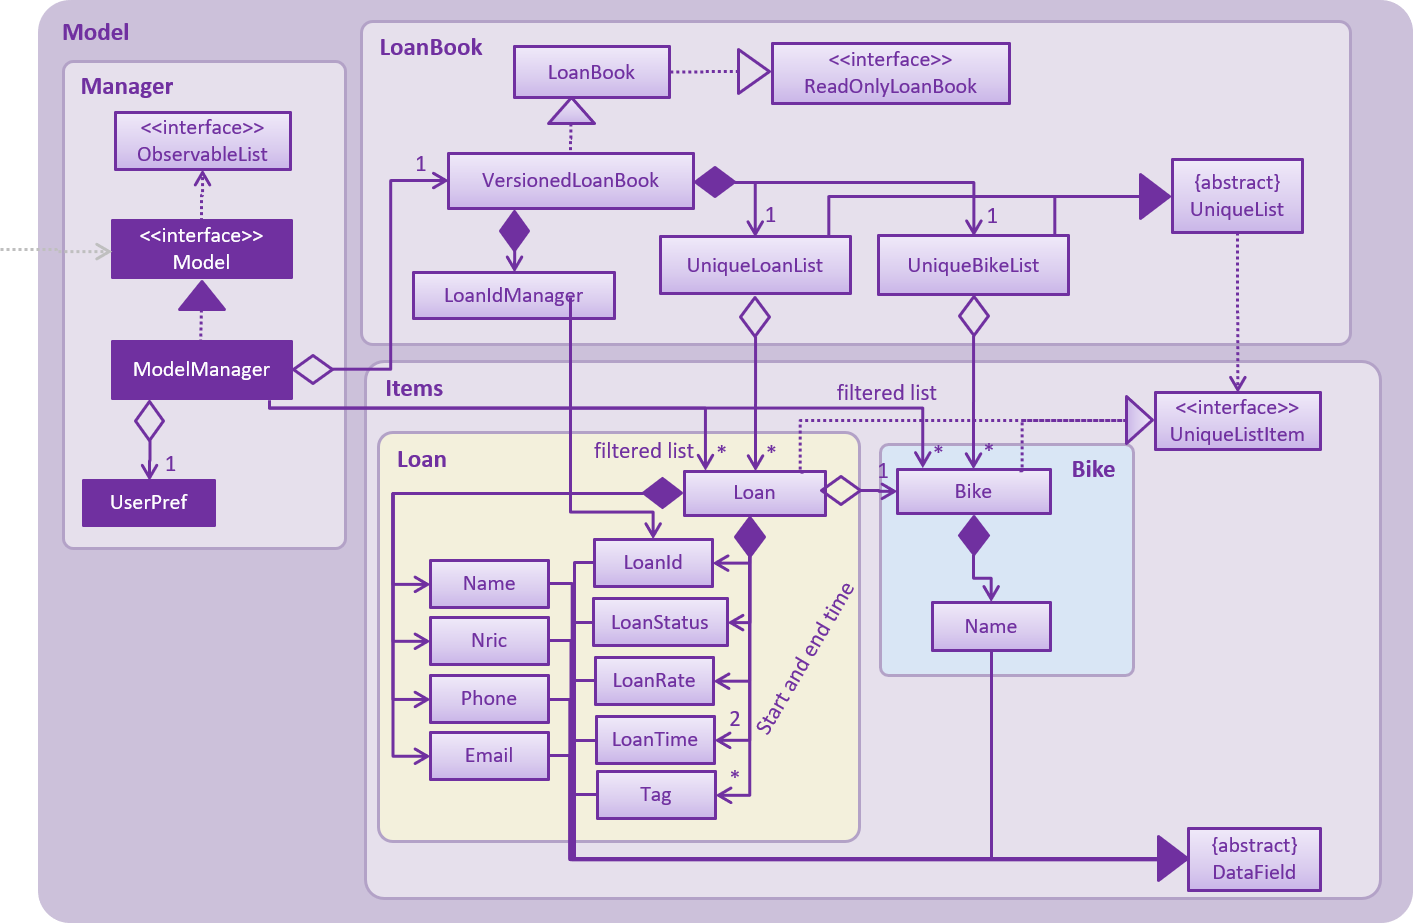 Model
LoanBook
LoanBook
<<interface>>
ReadOnlyLoanBook
Manager
<<interface>>
ObservableList
1
VersionedLoanBook
{abstract}
UniqueList
1
1
<<interface>>
Model
UniqueLoanList
UniqueBikeList
LoanIdManager
ModelManager
Items
filtered list
<<interface>>
UniqueListItem
filtered list
*
*
*
*
Loan
1
Bike
1
UserPref
Loan
Bike
LoanId
Name
LoanStatus
Start and end time
Name
Nric
LoanRate
Phone
2
LoanTime
Email
*
Tag
{abstract}
DataField